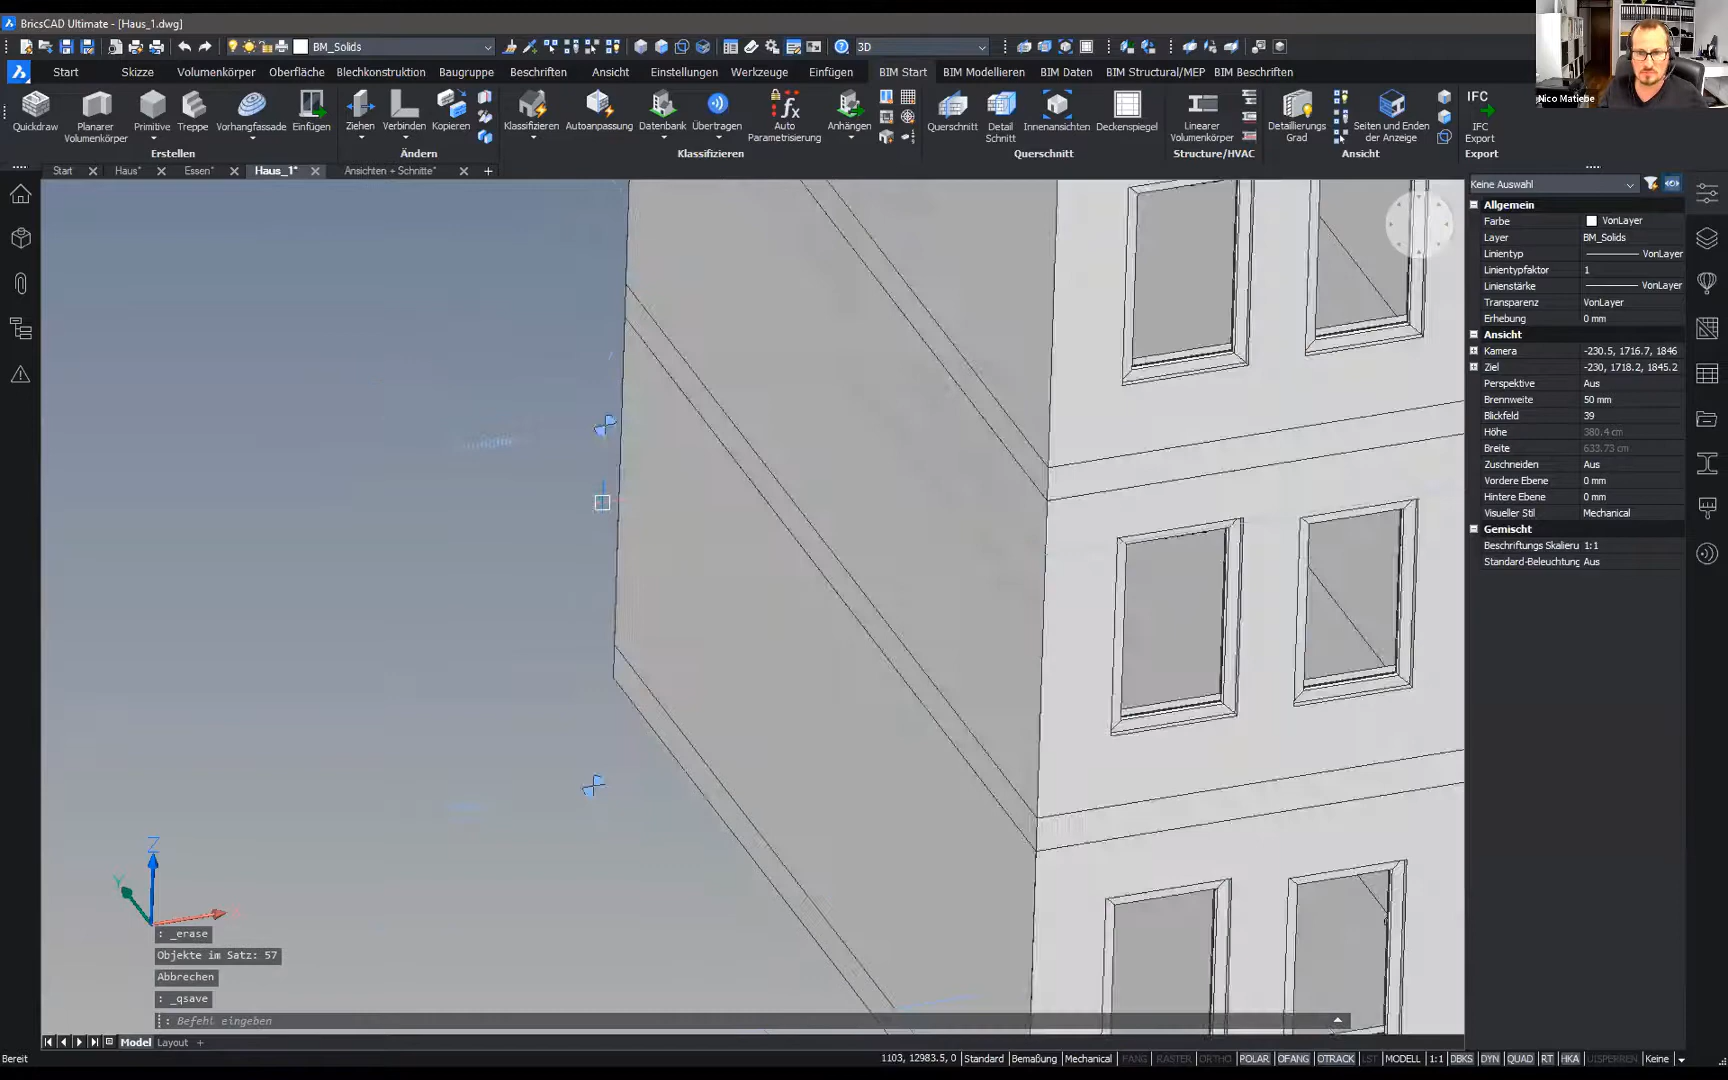 BricsCAD Ultimate - [Haus_1.dwg]
BM_Solids
3D
Start Skizze Volumenkörper Oberfläche Blechkonstruktion Baugruppe Beschriften Ansicht Einstellungen Werkzeuge Einfügen BIM Start BIM Modellieren BIM Daten BIM Structural/MEP BIM Beschriften
Quickdraw Planarer Volumenkörper Primitive Treppe Vorhangfassade Einfügen
Ziehen Verbinden Kopieren
Klassifizieren Autoanpassung Datenbank Übertragen Auto Parametrisierung Anhängen
Querschnitt Detail Schnitt Innenansichten Deckenspiegel
Linearer Volumenkörper
Detaillierungs Grad Seiten und Enden der Anzeige
IFC Export
Erstellen Ändern Klassifizieren Querschnitt Structure/HVAC Ansicht Export
Nico Matiebe
Start Haus* Essen* Haus_1* Ansichten + Schnitte* +
Keine Auswahl
Allgemein
Farbe VonLayer
Layer BM_Solids
Linientyp VonLayer
Linientypfaktor 1
Linienstärke VonLayer
Transparenz VonLayer
Erhebung 0 mm
Ansicht
Kamera -230.5, 1716.7, 1846
Ziel -230, 1718.2, 1845.2
Perspektive Aus
Brennweite 50 mm
Blickfeld 39
Höhe 380.4 cm
Breite 633.73 cm
Zuschneiden Aus
Vordere Ebene 0 mm
Hintere Ebene 0 mm
Visueller Stil Mechanical
Gemischt
Beschriftungs Skalieru 1:1
Standard-Beleuchtung Aus
Z
Y
: _erase
Objekte im Satz: 57
Abbrechen
: _qsave
: Befehl eingeben
Model Layout +
Bereit
1103, 12983.5, 0 Standard Bemaßung Mechanical FANG RASTER ORTHO POLAR OFANG OTRACK LST MODELL 1:1 DBKS DYN QUAD RT HKA UISPERREN Keine